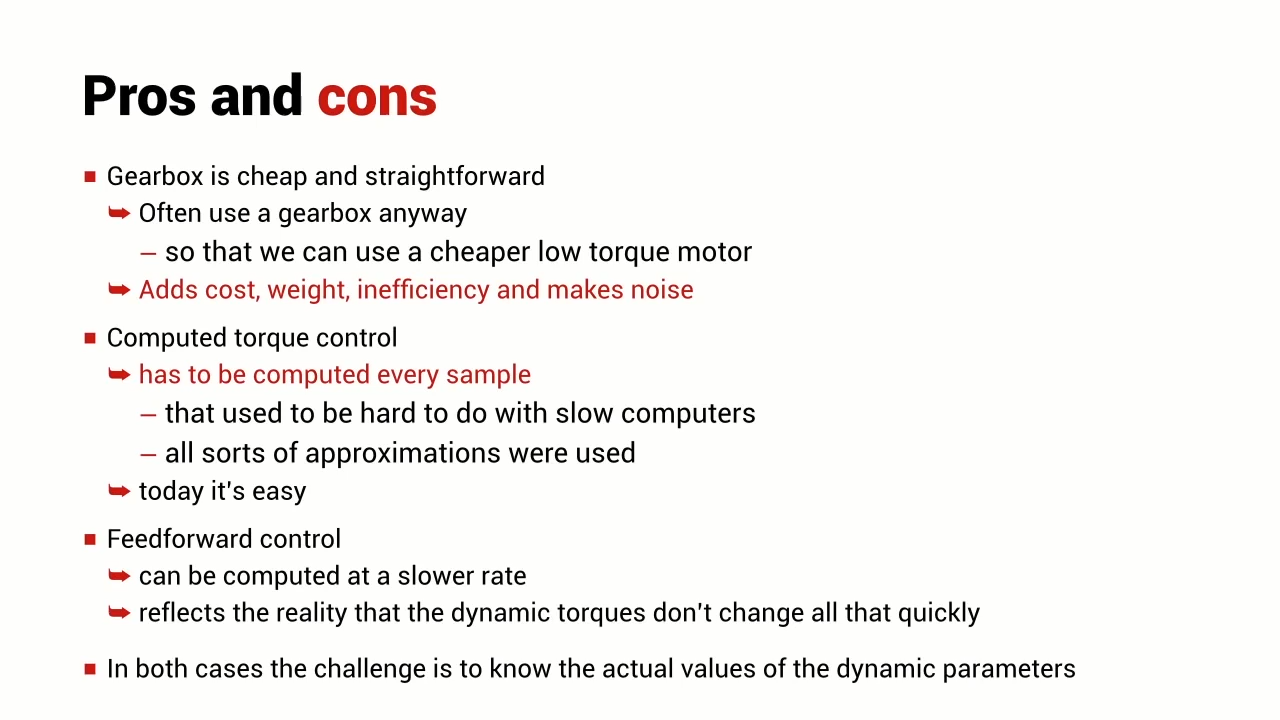 Pros and cons
Gearbox is cheap and straightforward
Often use a gearbox anyway
– so that we can use a cheaper low torque motor
Adds cost, weight, inefficiency and makes noise
Computed torque control
has to be computed every sample
– that used to be hard to do with slow computers
– all sorts of approximations were used
today it's easy
Feedforward control
can be computed at a slower rate
reflects the reality that the dynamic torques don't change all that quickly
In both cases the challenge is to know the actual values of the dynamic parameters